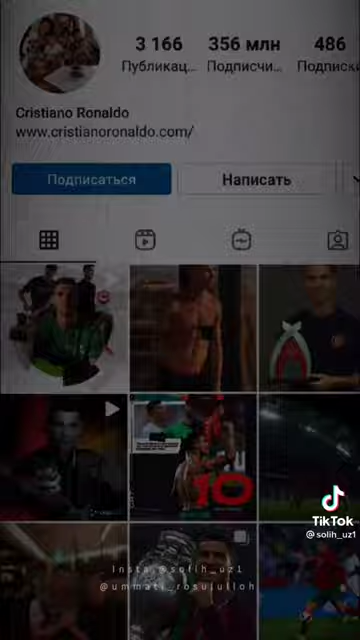 3 166 356 млн 486
Публикац... Подписчи... Подписки
Cristiano Ronaldo
www.cristianoronaldo.com/
Подписаться Написать
10
TikTok
@solih_uz1
Insta @solih_uz1
@ummati_rosululloh